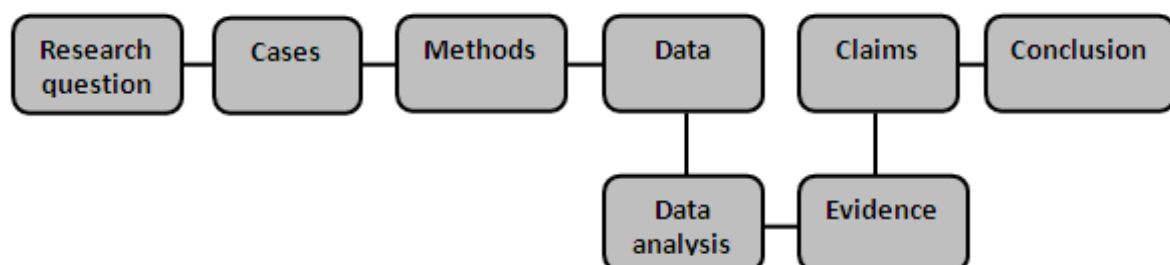 Research
question
Cases
Methods
Data
Claims
Conclusion
Data
analysis
Evidence